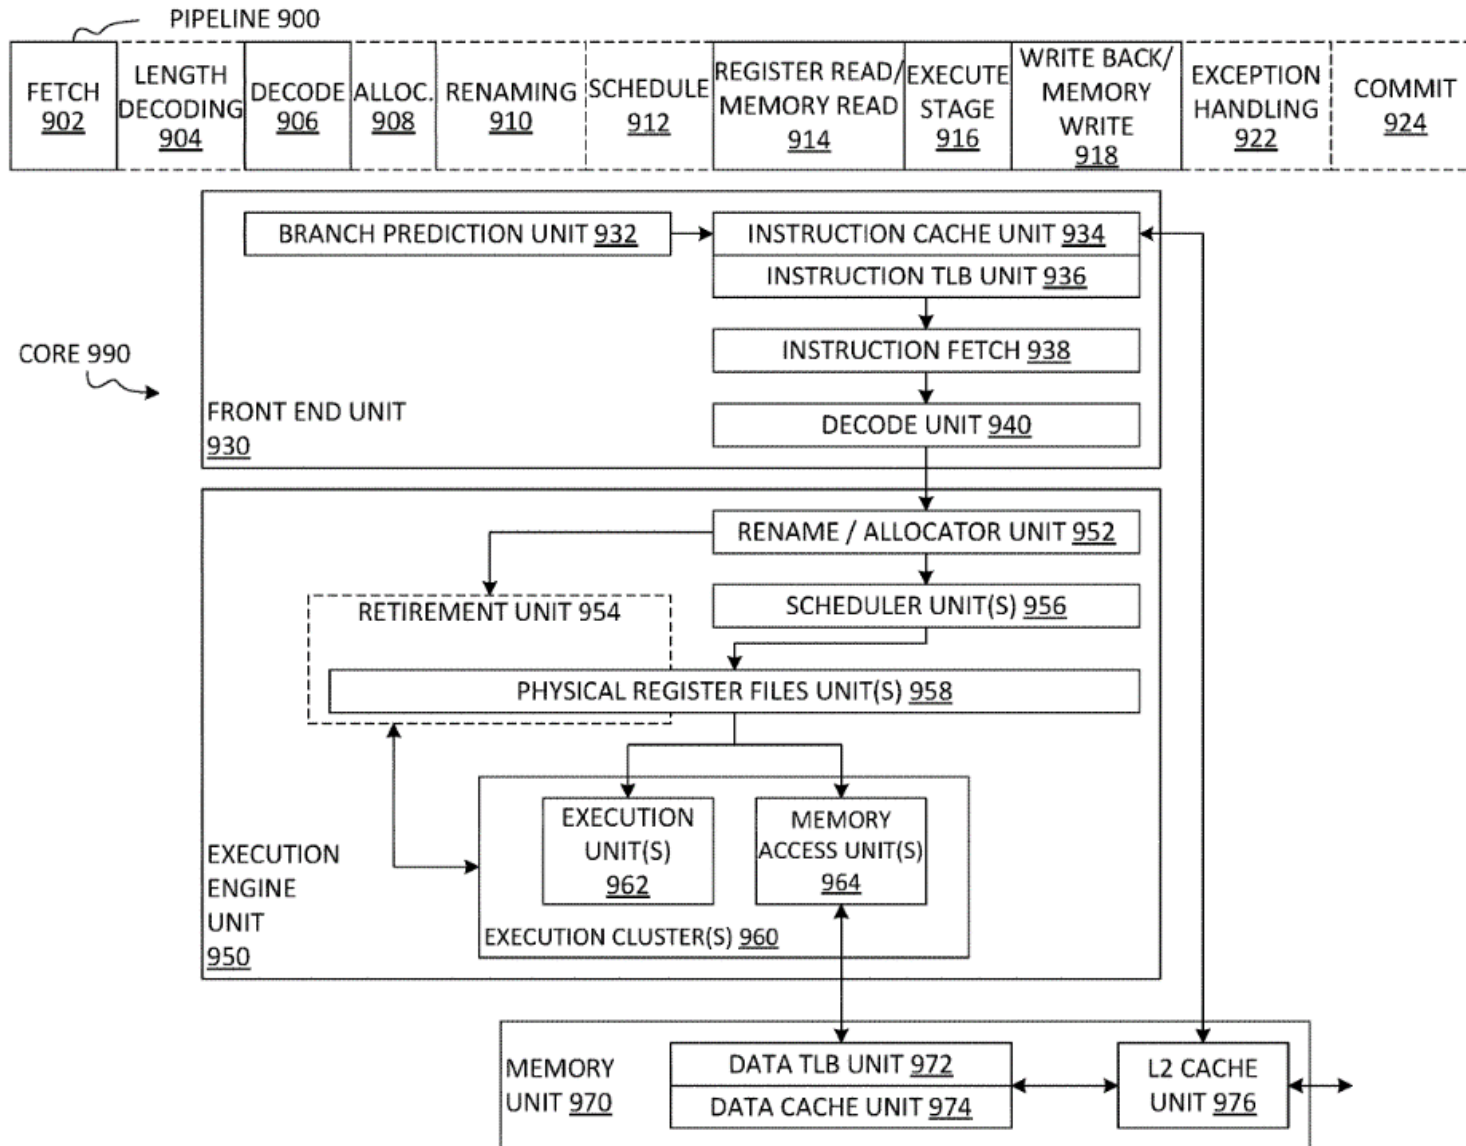 PIPELINE 900
FETCH
902
LENGTH
DECODING
904
DECODE
906
ALLOC.
908
RENAMING
910
SCHEDULE
912
REGISTER READ/
MEMORY READ
914
EXECUTE
STAGE
916
WRITE BACK/
MEMORY
WRITE
918
EXCEPTION
HANDLING
922
COMMIT
924
BRANCH PREDICTION UNIT 932
INSTRUCTION CACHE UNIT 934
INSTRUCTION TLB UNIT 936
INSTRUCTION FETCH 938
CORE 990
FRONT END UNIT
930
DECODE UNIT 940
RENAME / ALLOCATOR UNIT 952
RETIREMENT UNIT 954
SCHEDULER UNIT(S) 956
PHYSICAL REGISTER FILES UNIT(S) 958
EXECUTION
UNIT(S)
962
MEMORY
ACCESS UNIT(S)
964
EXECUTION
ENGINE
UNIT
950
EXECUTION CLUSTER(S) 960
MEMORY
UNIT 970
DATA TLB UNIT 972
DATA CACHE UNIT 974
L2 CACHE
UNIT 976